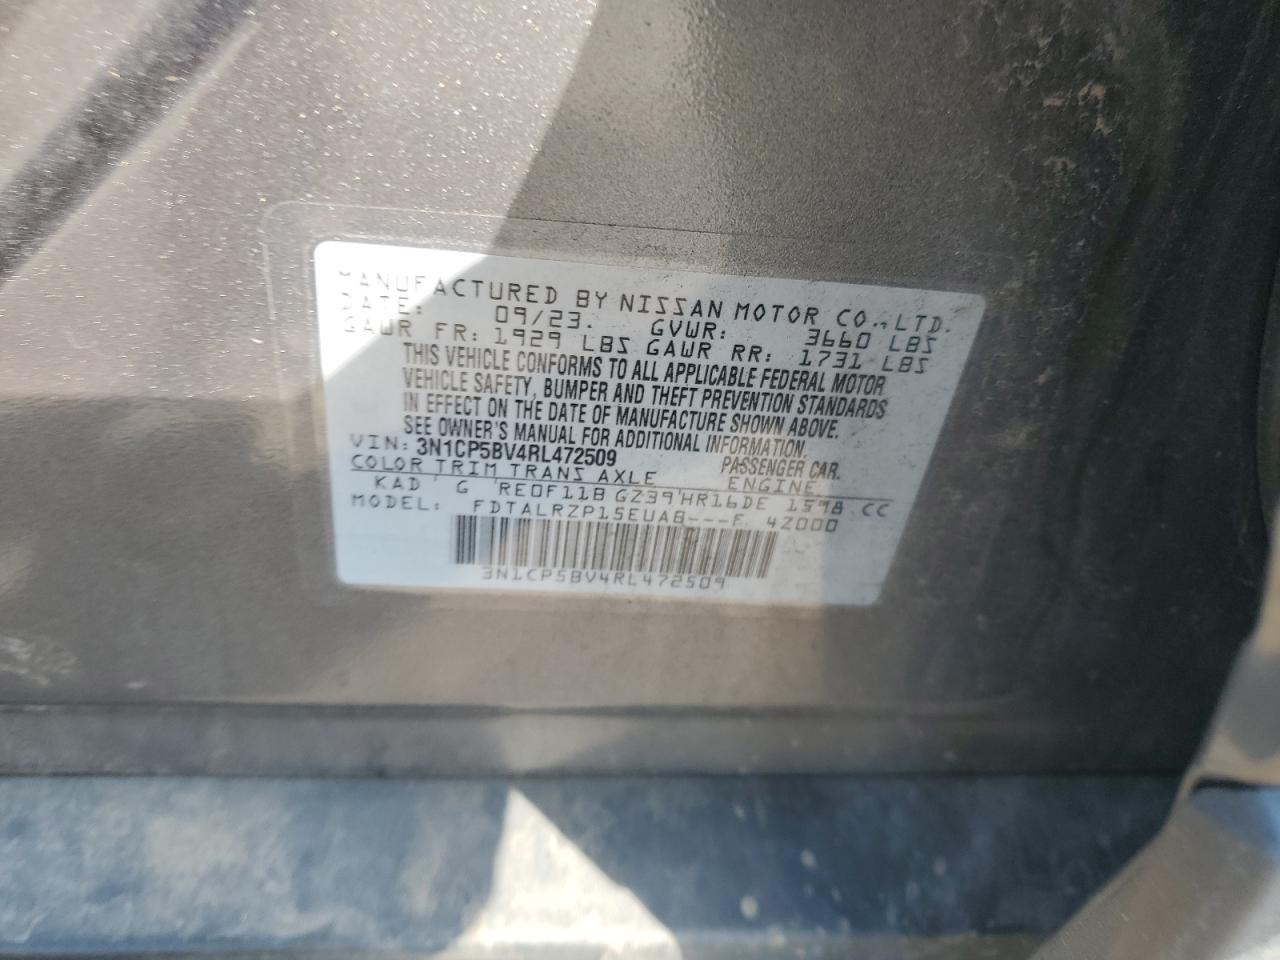 MANUFACTURED BY NISSAN MOTOR CO., LTD.
DATE: 09/23. GVWR: 3660 LBS
GAWR FR: 1929 LBS GAWR RR: 1731 LBS
THIS VEHICLE CONFORMS TO ALL APPLICABLE FEDERAL MOTOR
VEHICLE SAFETY, BUMPER AND THEFT PREVENTION STANDARDS
IN EFFECT ON THE DATE OF MANUFACTURE SHOWN ABOVE.
SEE OWNER'S MANUAL FOR ADDITIONAL INFORMATION.
VIN: 3N1CP5BV4RL472509 PASSENGER CAR.
COLOR TRIM TRANS AXLE ENGINE
KAD G RE0F11B GZ39 HR16DE 1598 CC
MODEL: FDTALRZP15EUAB---F 4Z000
3N1CP5BV4RL472509